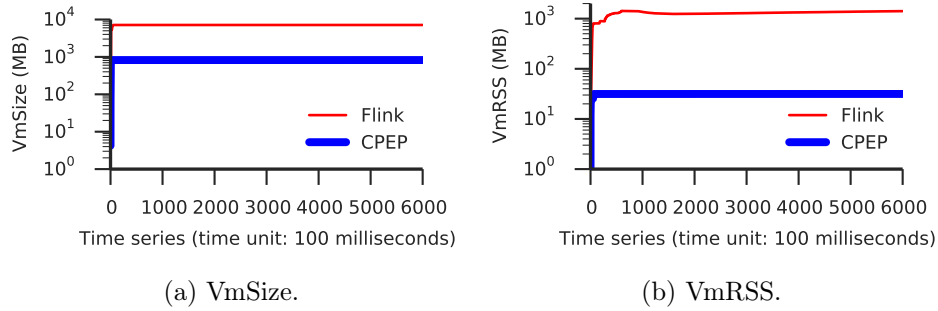 VmSize (MB)
10^4
10^3
10^2
10^1
10^0
Flink
CPEP
0 1000 2000 3000 4000 5000 6000
Time series (time unit: 100 milliseconds)
(a) VmSize.
VmRSS (MB)
10^3
10^2
10^1
10^0
Flink
CPEP
0 1000 2000 3000 4000 5000 6000
Time series (time unit: 100 milliseconds)
(b) VmRSS.